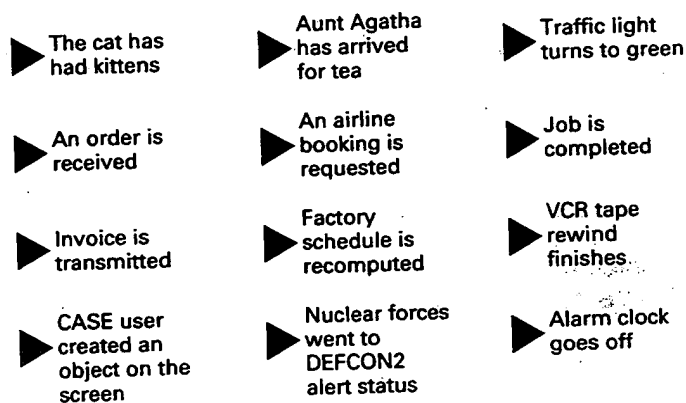 The cat has
had kittens
Aunt Agatha
has arrived
for tea
Traffic light
turns to green
An order is
received
An airline
booking is
requested
Job is
completed
Invoice is
transmitted
Factory
schedule is
recomputed
VCR tape
rewind
finishes.
CASE user
created an
object on the
screen
Nuclear forces
went to
DEFCON2
alert status
Alarm clock
goes off